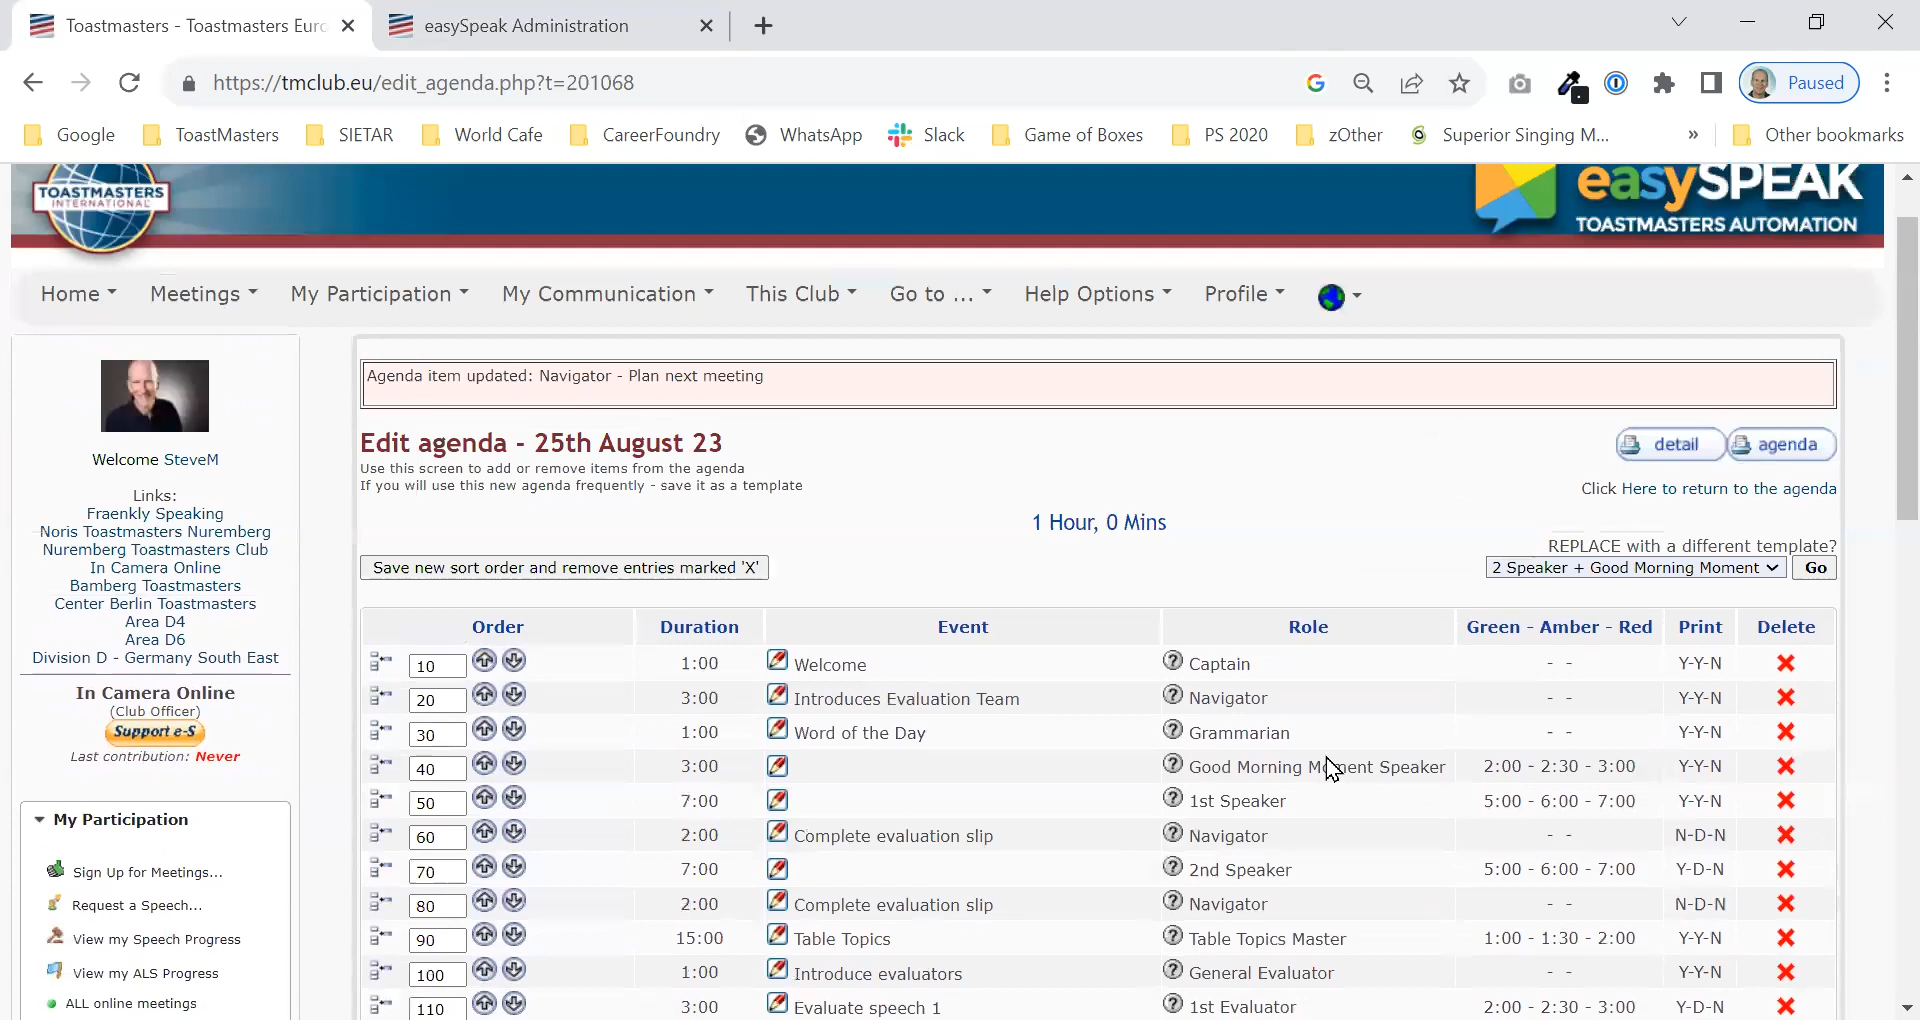 Toastmasters - Toastmasters Euro
easySpeak Administration
https://tmclub.eu/edit_agenda.php?t=201068
Paused
Google
ToastMasters
SIETAR
World Cafe
CareerFoundry
WhatsApp
Slack
Game of Boxes
PS 2020
zOther
Superior Singing M...
»
Other bookmarks
TOASTMASTERS
INTERNATIONAL
easySPEAK
TOASTMASTERS AUTOMATION
Home
Meetings
My Participation
My Communication
This Club
Go to ...
Help Options
Profile
Welcome SteveM
Links:
Fraenkly Speaking
Noris Toastmasters Nuremberg
Nuremberg Toastmasters Club
In Camera Online
Bamberg Toastmasters
Center Berlin Toastmasters
Area D4
Area D6
Division D - Germany South East
In Camera Online
(Club Officer)
Support e-S
Last contribution: Never
My Participation
Sign Up for Meetings...
Request a Speech...
View my Speech Progress
View my ALS Progress
ALL online meetings
Agenda item updated: Navigator - Plan next meeting
Edit agenda - 25th August 23
Use this screen to add or remove items from the agenda
If you will use this new agenda frequently - save it as a template
detail
agenda
Click Here to return to the agenda
1 Hour, 0 Mins
REPLACE with a different template?
Save new sort order and remove entries marked 'X'
2 Speaker + Good Morning Moment
Go
Order Duration Event Role Green - Amber - Red Print Delete
10 1:00 Welcome Captain - - Y-Y-N
20 3:00 Introduces Evaluation Team Navigator - - Y-Y-N
30 1:00 Word of the Day Grammarian - - Y-Y-N
40 3:00 Good Morning Moment Speaker 2:00 - 2:30 - 3:00 Y-Y-N
50 7:00 1st Speaker 5:00 - 6:00 - 7:00 Y-Y-N
60 2:00 Complete evaluation slip Navigator - - N-D-N
70 7:00 2nd Speaker 5:00 - 6:00 - 7:00 Y-D-N
80 2:00 Complete evaluation slip Navigator - - N-D-N
90 15:00 Table Topics Table Topics Master 1:00 - 1:30 - 2:00 Y-Y-N
100 1:00 Introduce evaluators General Evaluator - - Y-Y-N
110 3:00 Evaluate speech 1 1st Evaluator 2:00 - 2:30 - 3:00 Y-D-N